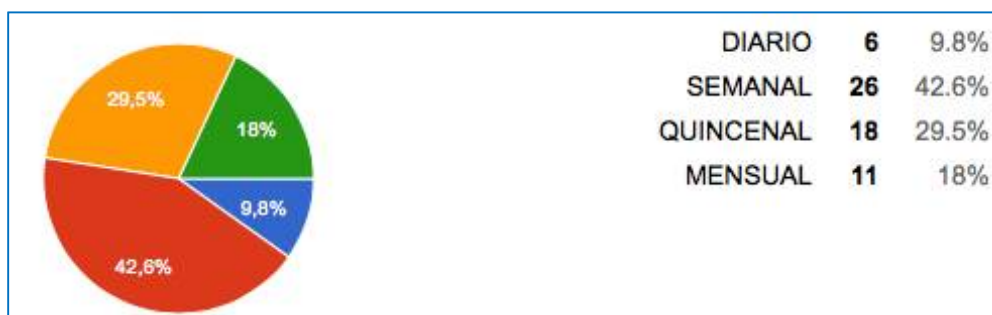 29,5%
18%
9,8%
42,6%
DIARIO 6 9.8%
SEMANAL 26 42.6%
QUINCENAL 18 29.5%
MENSUAL 11 18%